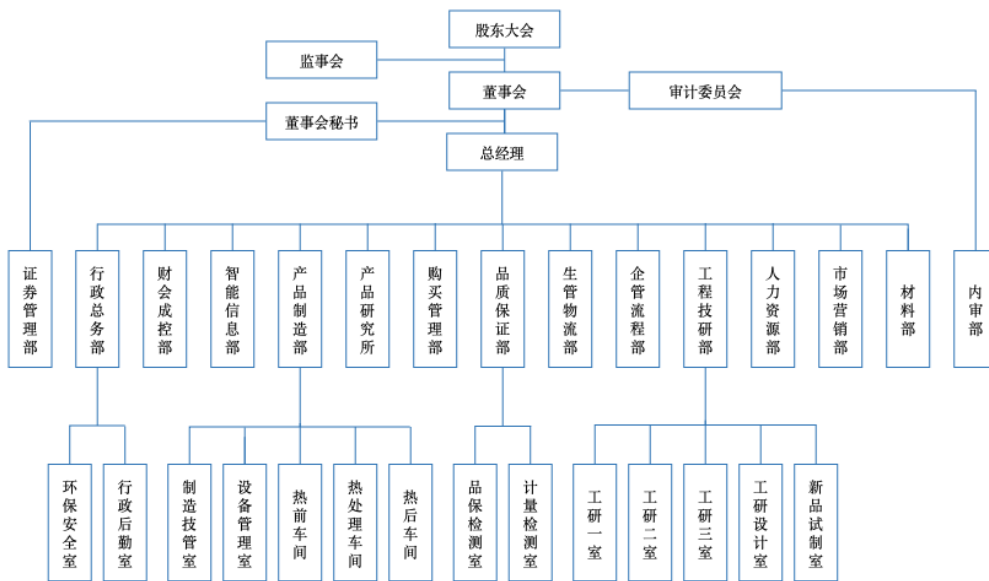 股东大会
监事会
董事会
审计委员会
董事会秘书
总经理
证券管理部
行政总务部
财会成控部
智能信息部
产品制造部
产品研究所
购买管理部
品质保证部
生管物流部
企管流程部
工程技研部
人力资源部
市场营销部
材料部
内审部
环保安全室
行政后勤室
制造技管室
设备管理室
热前车间
热处理车间
热后车间
品保检测室
计量检测室
工研一室
工研二室
工研三室
工研设计室
新品试制室